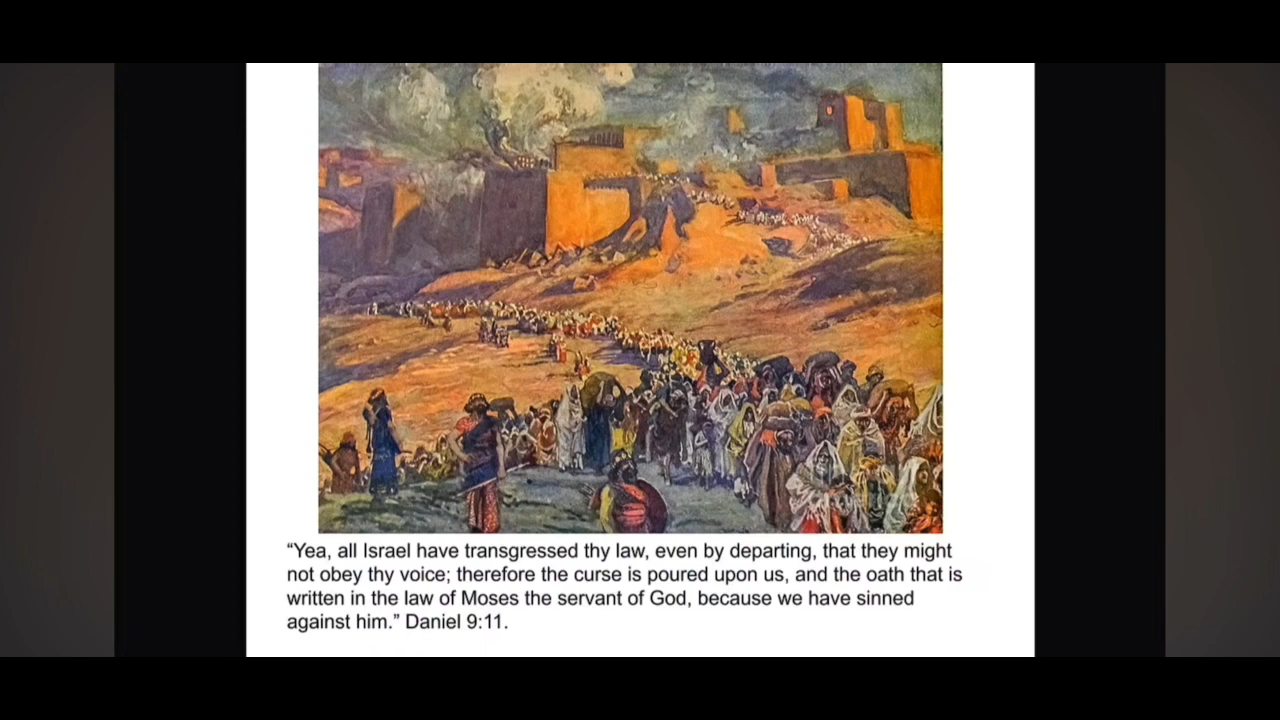 “Yea, all Israel have transgressed thy law, even by departing, that they might
not obey thy voice; therefore the curse is poured upon us, and the oath that is
written in the law of Moses the servant of God, because we have sinned
against him.” Daniel 9:11.